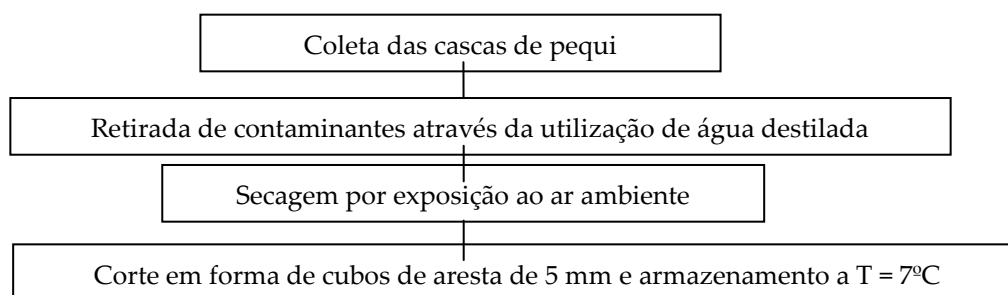 Coleta das cascas de pequi
Retirada de contaminantes através da utilização de água destilada
Secagem por exposição ao ar ambiente
Corte em forma de cubos de aresta de 5 mm e armazenamento a T = 7ºC